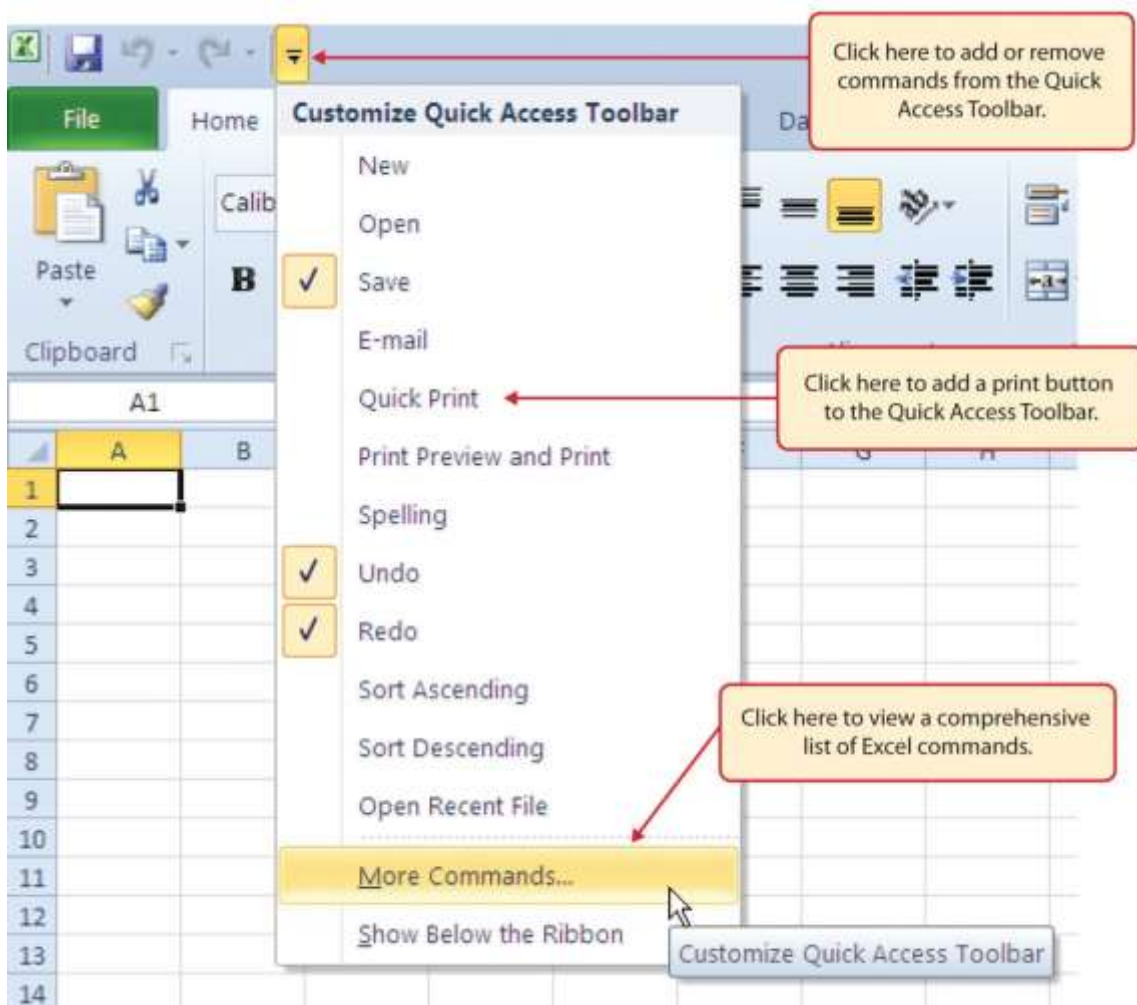 Click here to add or remove
commands from the Quick
Access Toolbar.
File
Home
Customize Quick Access Toolbar
Da
New
Open
Save
E-mail
Quick Print
Print Preview and Print
Spelling
Undo
Redo
Sort Ascending
Sort Descending
Open Recent File
More Commands...
Show Below the Ribbon
Calib
Paste
B
Clipboard
Click here to add a print button
to the Quick Access Toolbar.
A1
A B G
1
2
3
4
5
6
7
8
9
10
11
12
13
14
Click here to view a comprehensive
list of Excel commands.
Customize Quick Access Toolbar